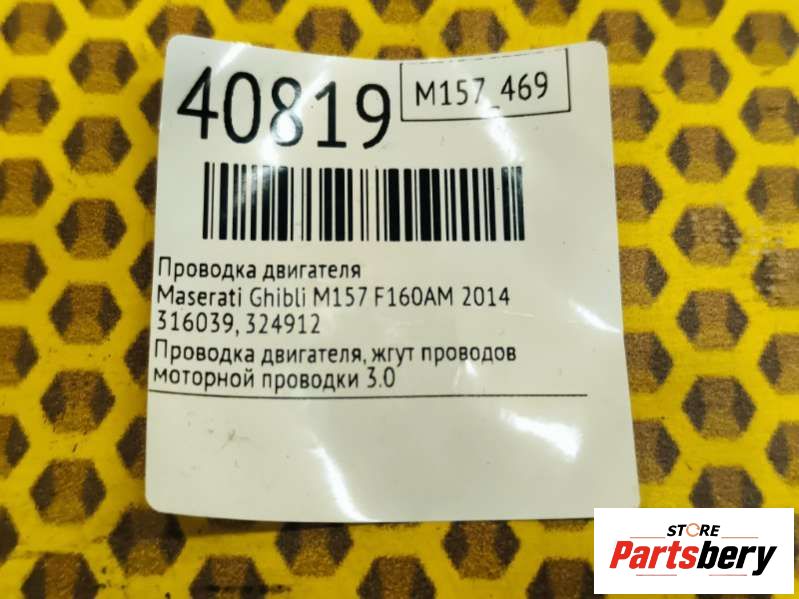 40819
M157_469
Проводка двигателя
Maserati Ghibli M157 F160AM 2014
316039, 324912
Проводка двигателя, жгут проводов
моторной проводки 3.0
STORE
Partsbery